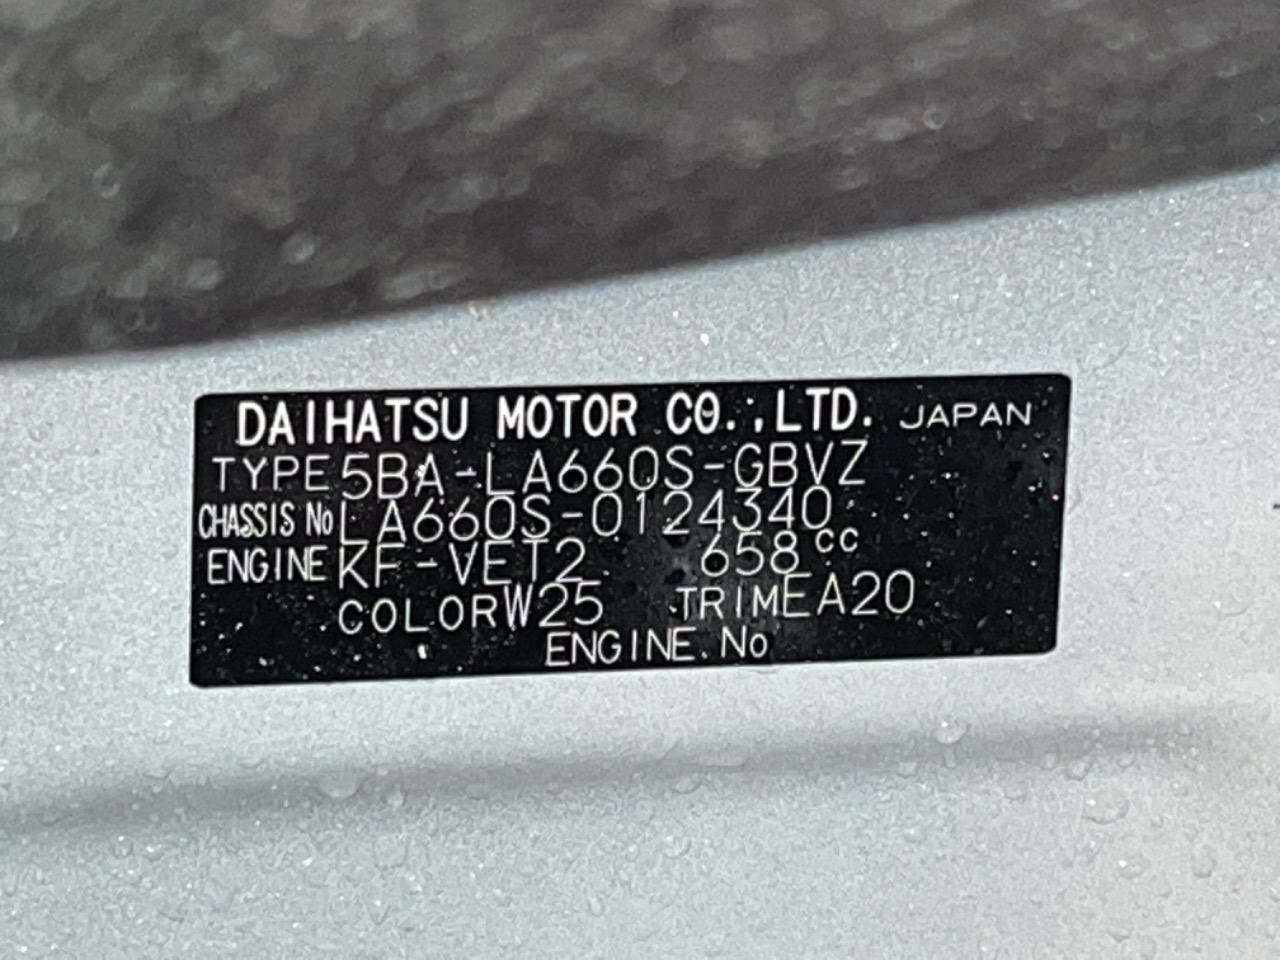 DAIHATSU MOTOR CO.,LTD. JAPAN
TYPE 5BA-LA660S-GBVZ
CHASSIS No LA660S-0124340
ENGINE KF-VET2 658cc
COLOR W25 TRIM EA20
ENGINE.No